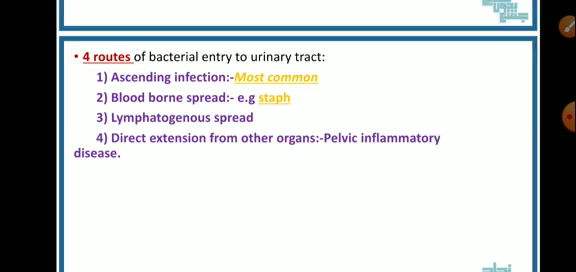 • 4 routes of bacterial entry to urinary tract:
1) Ascending infection:-Most common
2) Blood borne spread:- e.g staph
3) Lymphatogenous spread
4) Direct extension from other organs:-Pelvic inflammatory
disease.